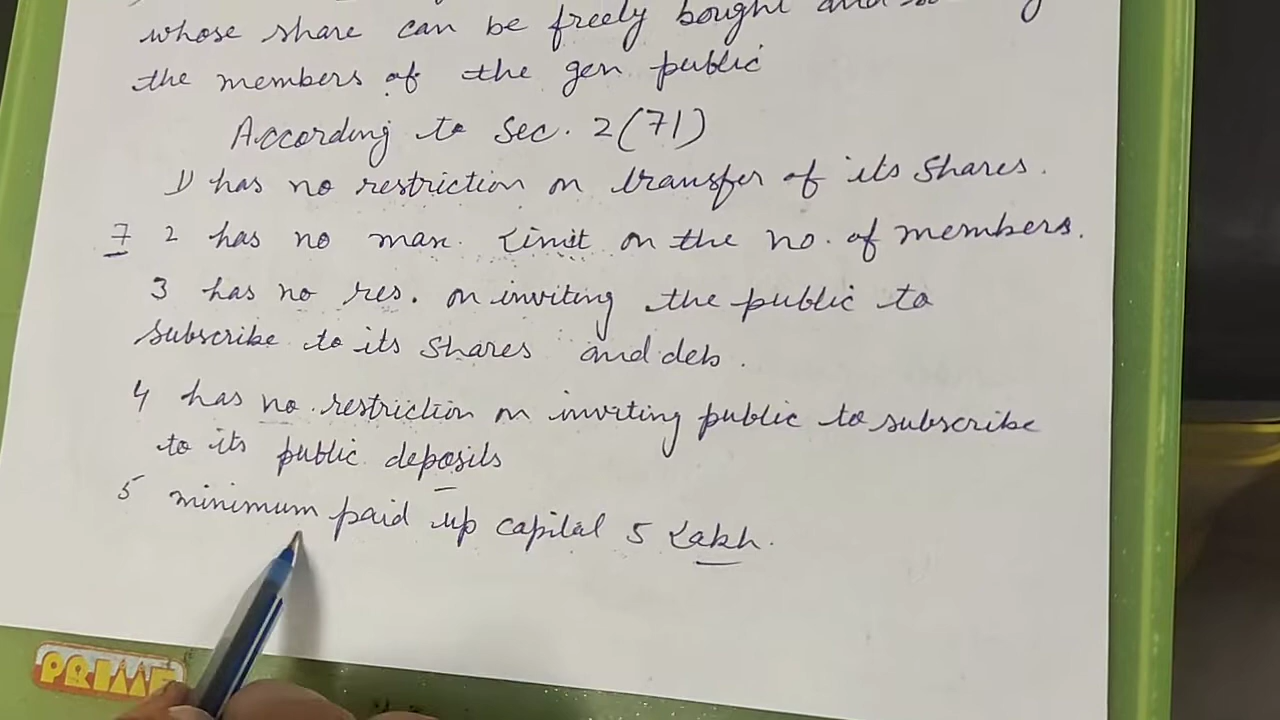 whose share can be freely bought and
the members of the gen public
According to Sec. 2(71)
1) has no restriction on transfer of its Shares.
7 2 has no max. Limit on the no. of members.
3 has no res. on inviting the public to
subscribe to its Shares and deb.
4 has no restriction on inviting public to subscribe
to its public deposits
5 minimum paid up capital 5 Lakh.
PRIME